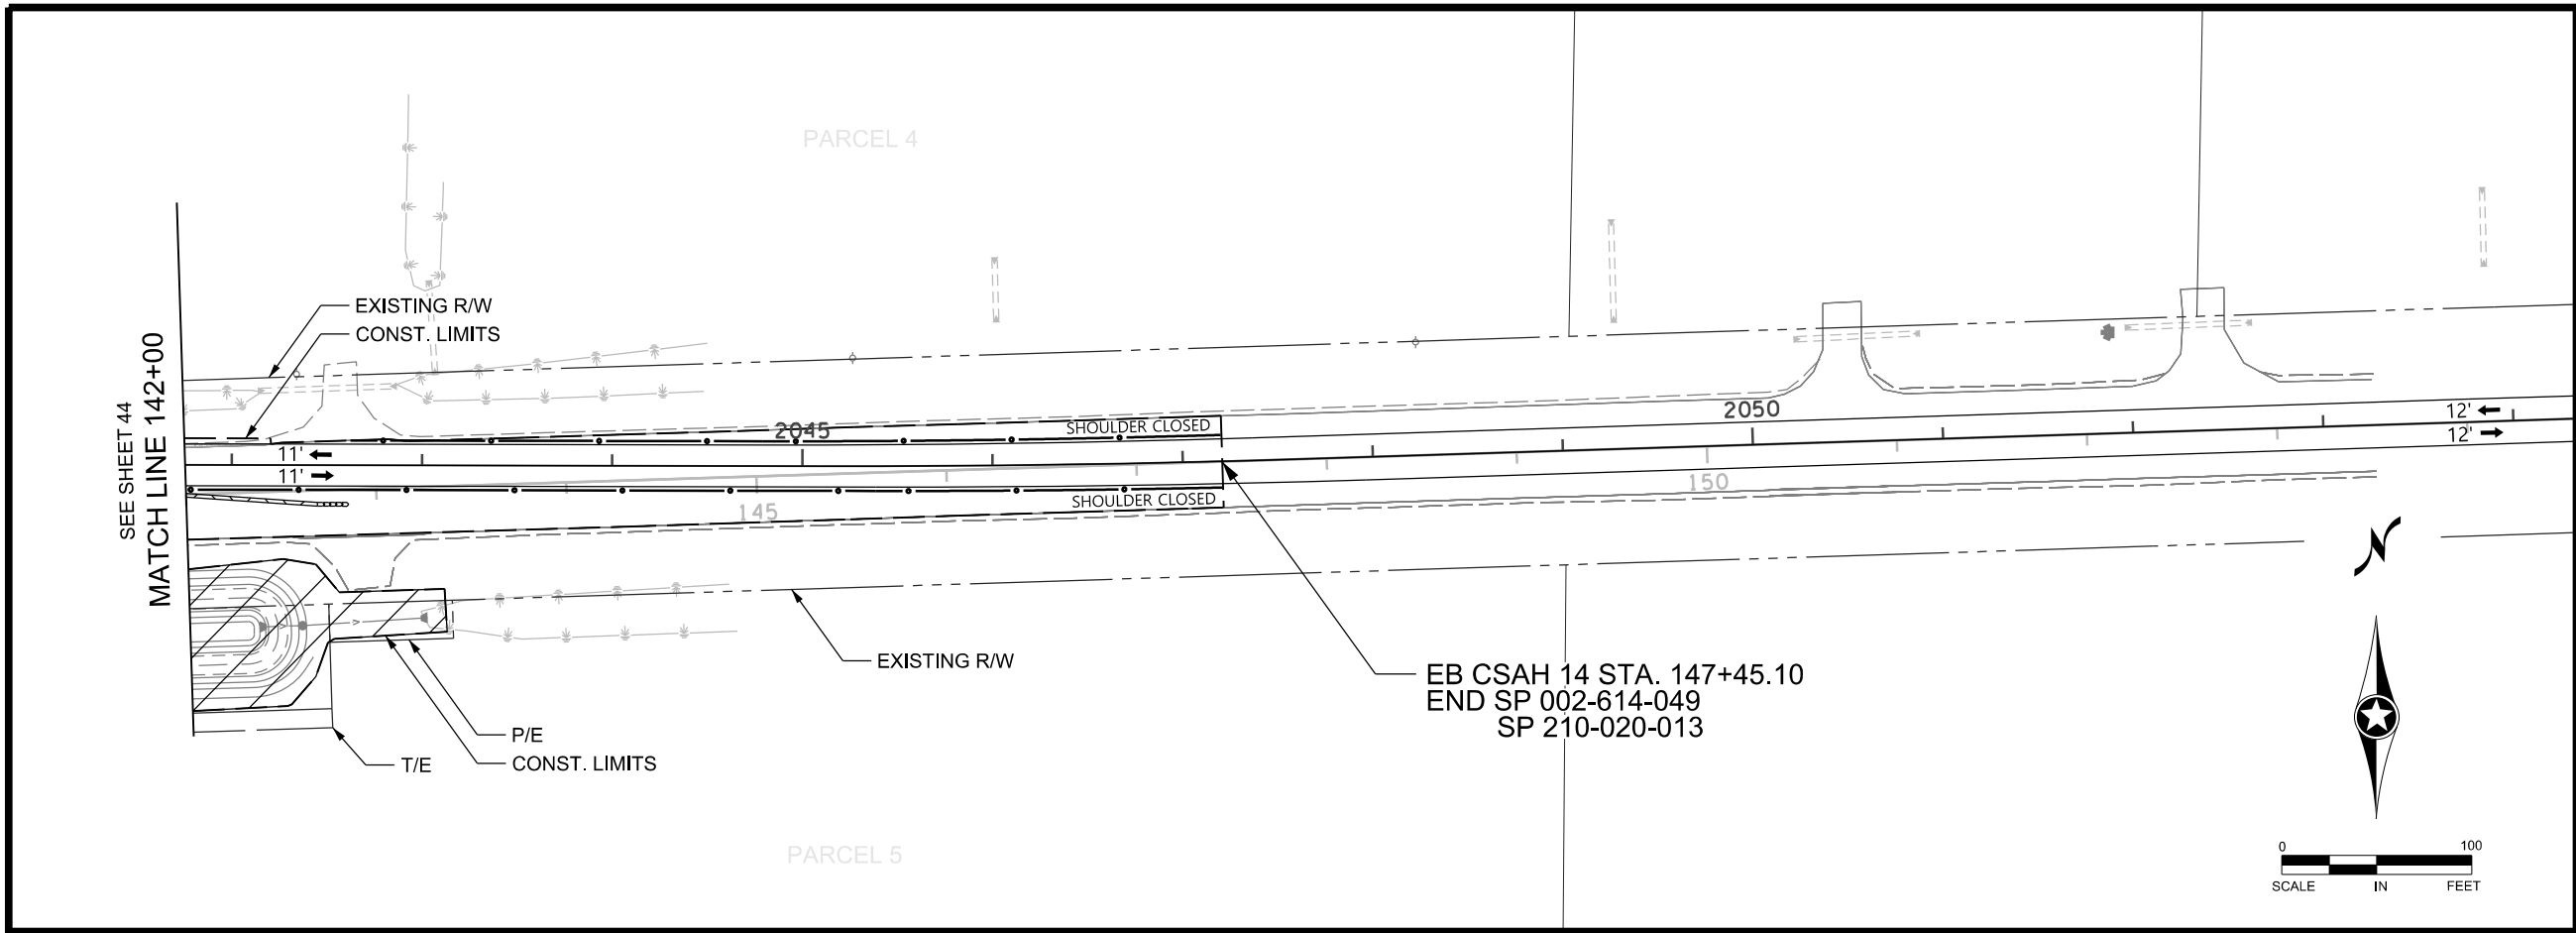 PARCEL 4
EXISTING R/W
CONST. LIMITS
SEE SHEET 44
MATCH LINE 142+00
2045
SHOULDER CLOSED
2050
12'
12'
11'
11'
145
SHOULDER CLOSED
150
N
EXISTING R/W
EB CSAH 14 STA. 147+45.10
END SP 002-614-049
SP 210-020-013
P/E
T/E
CONST. LIMITS
PARCEL 5
0 100
SCALE IN FEET